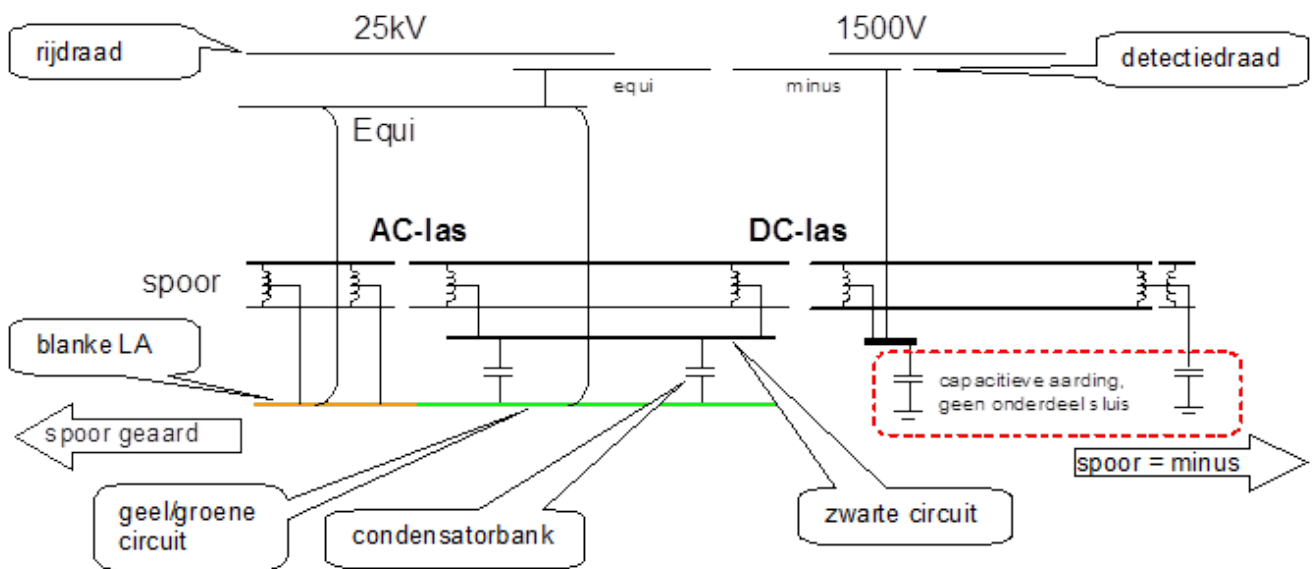 25kV
1500V
rijdraad
detectiedraad
equi
minus
Equi
AC-las
DC-las
spoor
blanke LA
capacitieve aarding,
geen onderdeel sluis
spoor geaard
spoor = minus
geel/groene
circuit
condensatorbank
zwarte circuit